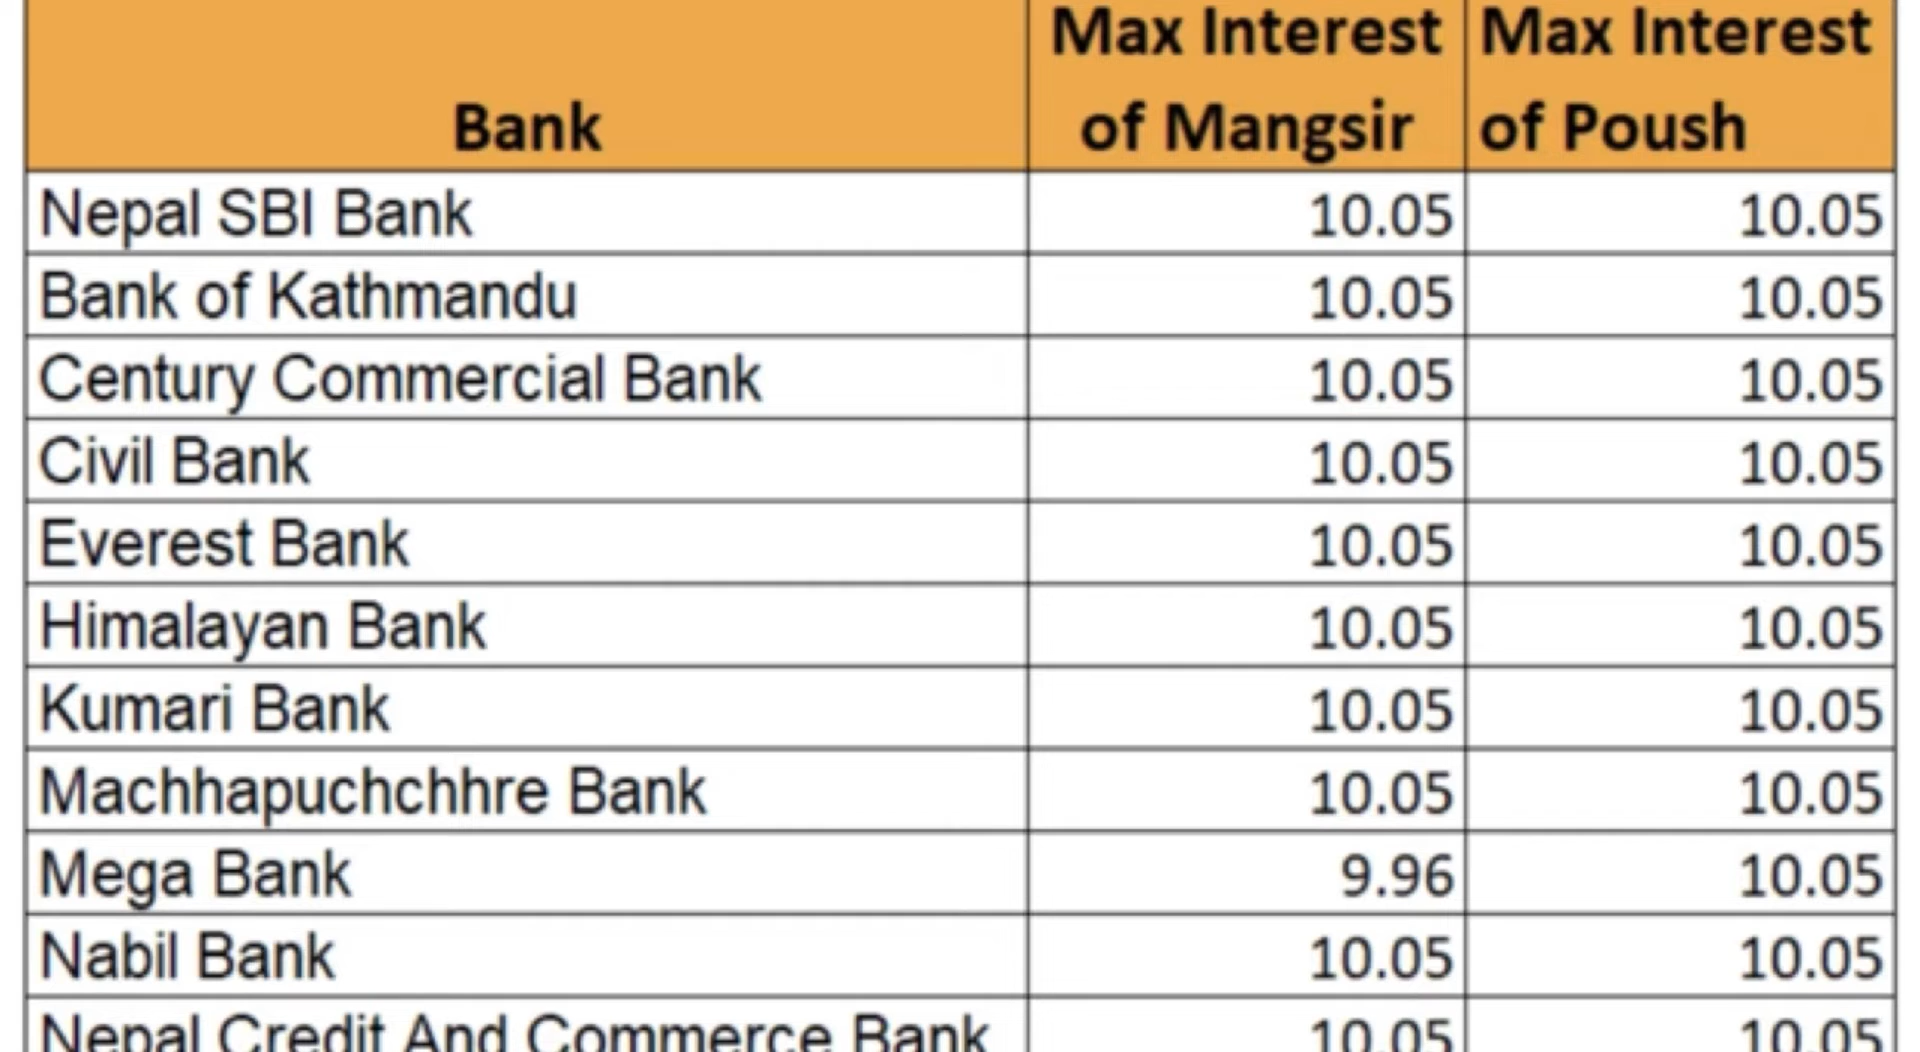 Bank Max Interest of Mangsir Max Interest of Poush
Nepal SBI Bank 10.05 10.05
Bank of Kathmandu 10.05 10.05
Century Commercial Bank 10.05 10.05
Civil Bank 10.05 10.05
Everest Bank 10.05 10.05
Himalayan Bank 10.05 10.05
Kumari Bank 10.05 10.05
Machhapuchchhre Bank 10.05 10.05
Mega Bank 9.96 10.05
Nabil Bank 10.05 10.05
Nepal Credit And Commerce Bank 10.05 10.05